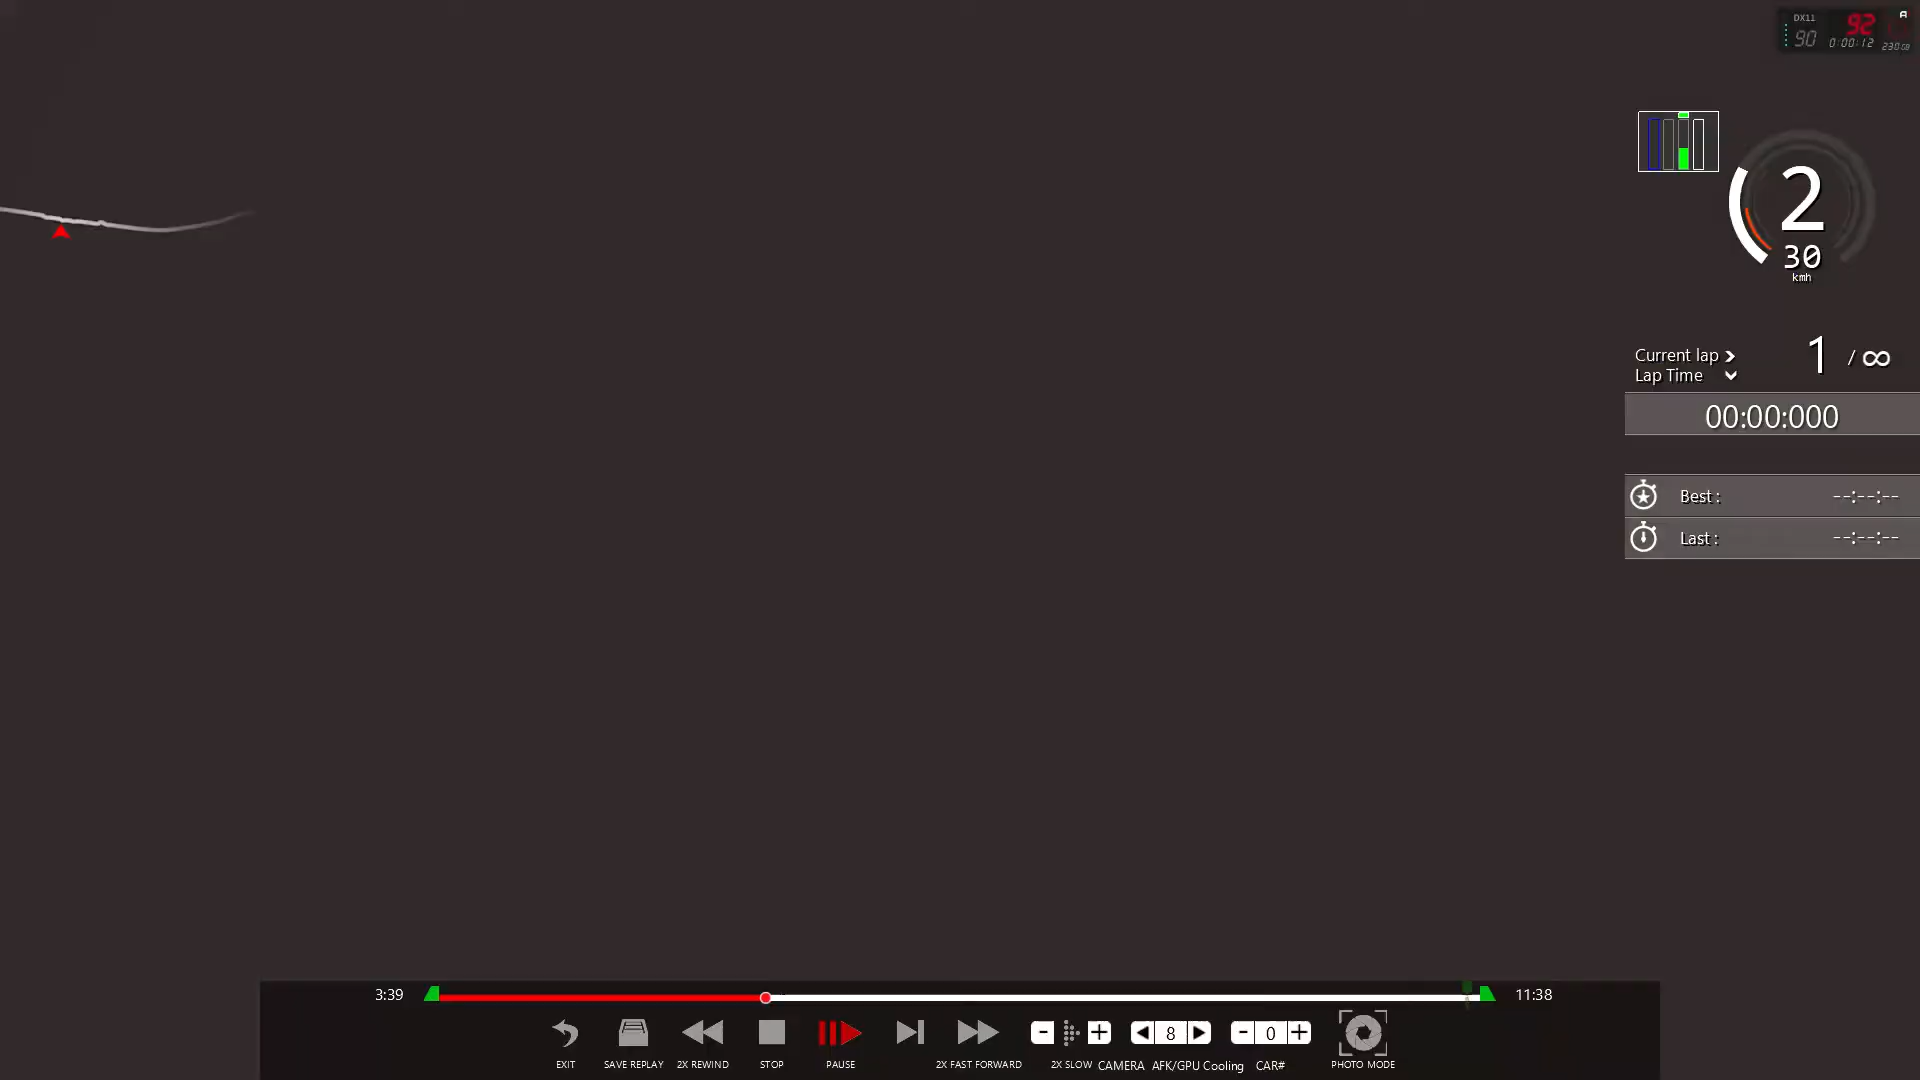 DX11
92
A
90
0:00:12
230GB
2
30
kmh
Current lap
1 / ∞
Lap Time
00:00:000
Best : --:--:--
Last : --:--:--
3:39
11:38
- + 8 - 0 +
EXIT SAVE REPLAY 2X REWIND STOP PAUSE 2X FAST FORWARD 2X SLOW CAMERA AFK/GPU Cooling CAR# PHOTO MODE